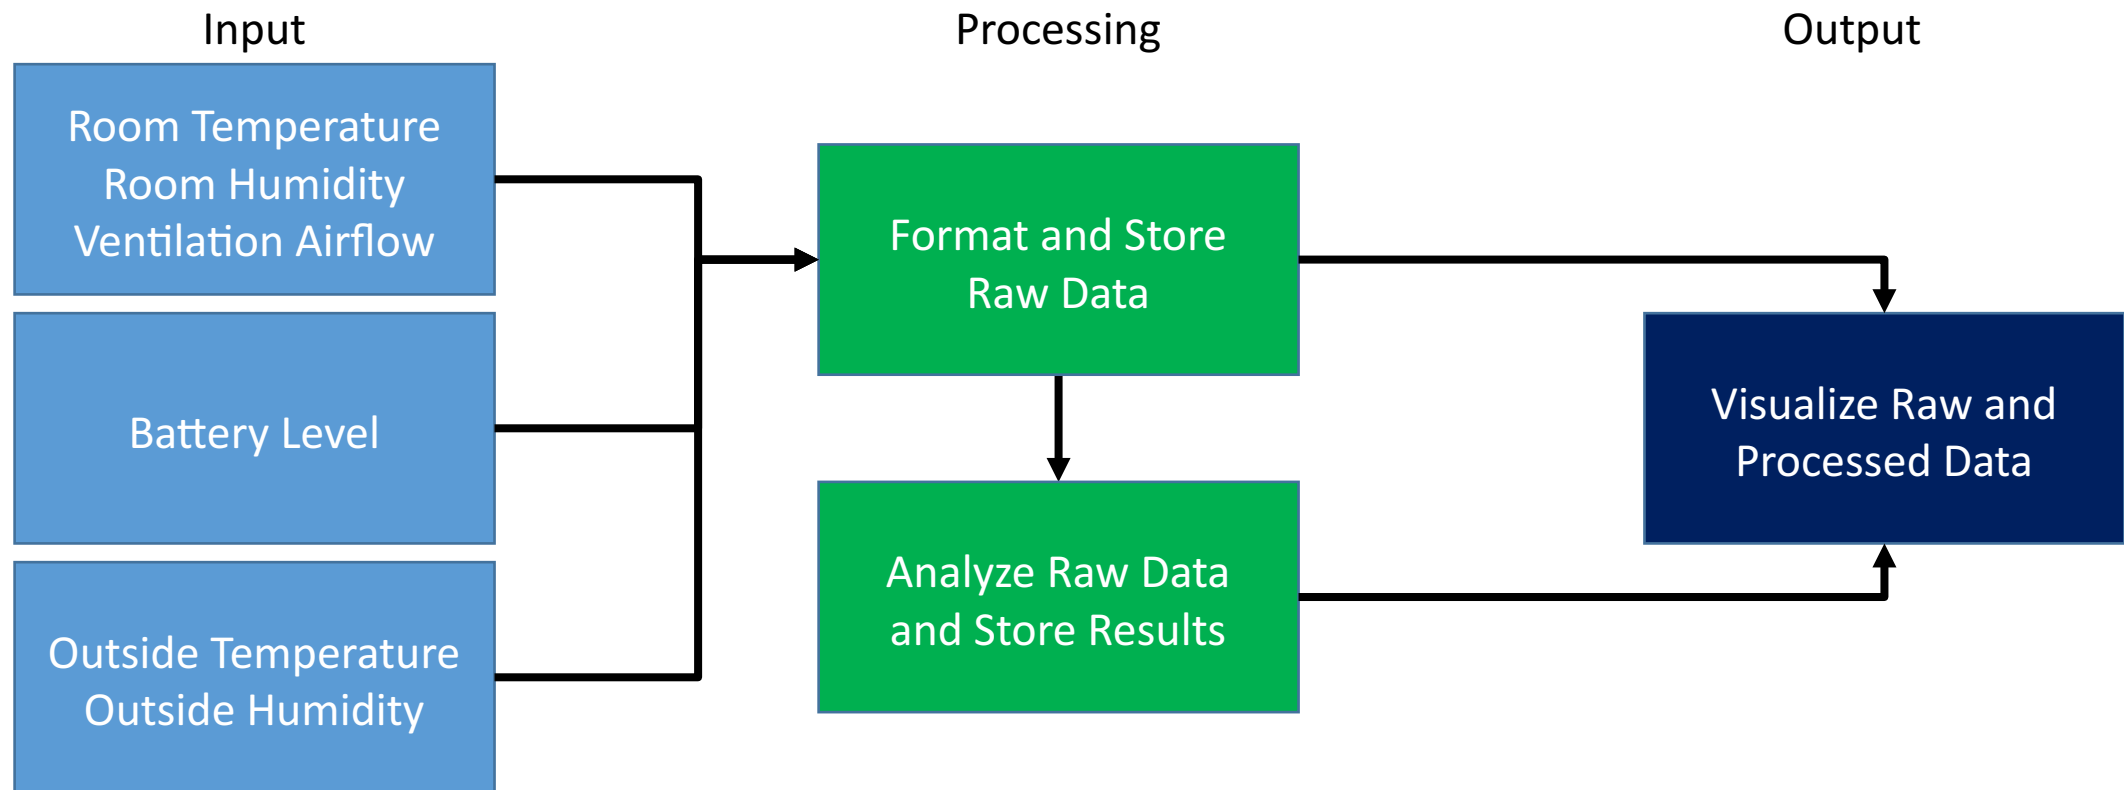 Input
Processing
Output
Room Temperature
Room Humidity
Ventilation Airflow
Battery Level
Outside Temperature
Outside Humidity
Format and Store
Raw Data
Analyze Raw Data
and Store Results
Visualize Raw and
Processed Data